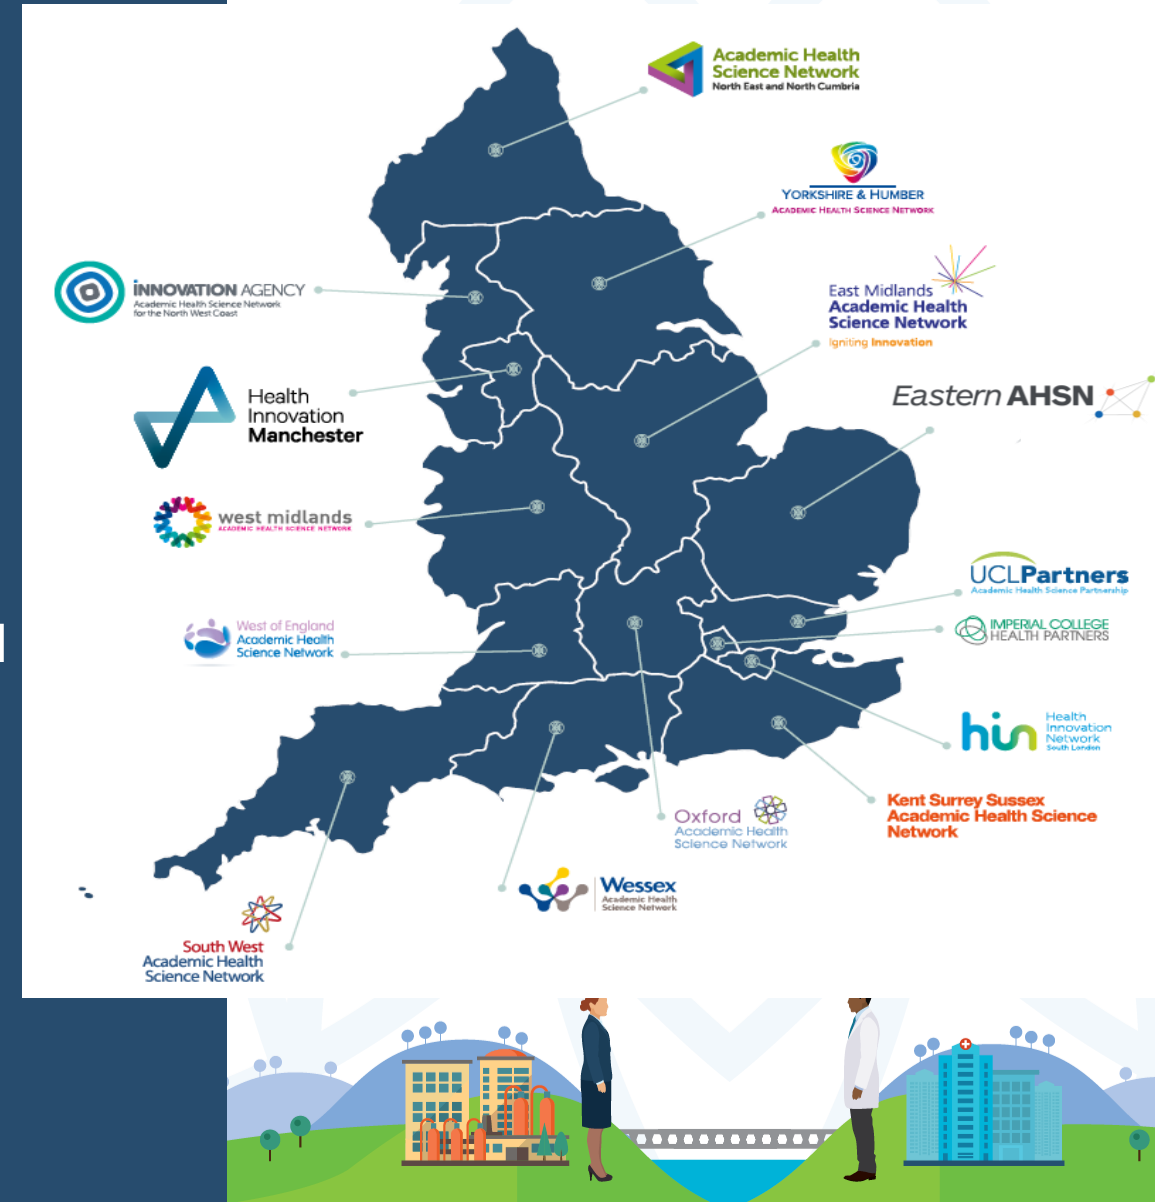 Academic Health
Science Network
North East and North Cumbria
YORKSHIRE & HUMBER
ACADEMIC HEALTH SCIENCE NETWORK
iNNOVATION AGENCY
Academic Health Science Network
for the North West Coast
East Midlands
Academic Health
Science Network
Igniting Innovation
Eastern AHSN
Health
Innovation
Manchester
west midlands
ACADEMIC HEALTH SCIENCE NETWORK
UCLPartners
Academic Health Science Partnership
IMPERIAL COLLEGE
HEALTH PARTNERS
West of England
Academic Health
Science Network
hin
Health
Innovation
Network
South London
Kent Surrey Sussex
Academic Health Science
Network
Oxford
Academic Health
Science Network
Wessex
Academic Health
Science Network
South West
Academic Health
Science Network